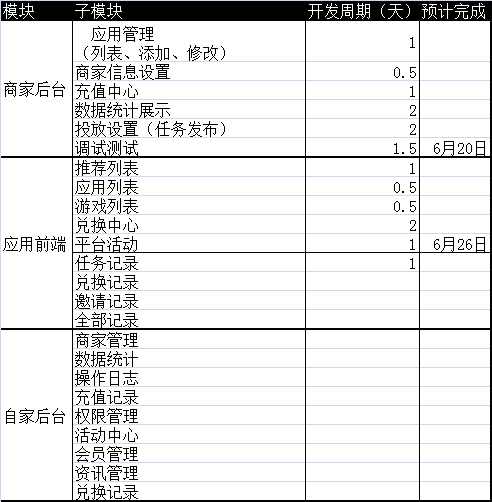 模块 子模块 开发周期（天） 预计完成
应用管理
（列表、添加、修改） 1
商家信息设置 0.5
充值中心 1
商家后台
数据统计展示 2
投放设置（任务发布） 2
调试测试 1.5 6月20日
推荐列表 1
应用列表 0.5
游戏列表 0.5
兑换中心 2
应用前端 平台活动 1 6月26日
任务记录 1
兑换记录
邀请记录
全部记录
商家管理
数据统计
操作日志
充值记录
自家后台 权限管理
活动中心
会员管理
资讯管理
兑换记录